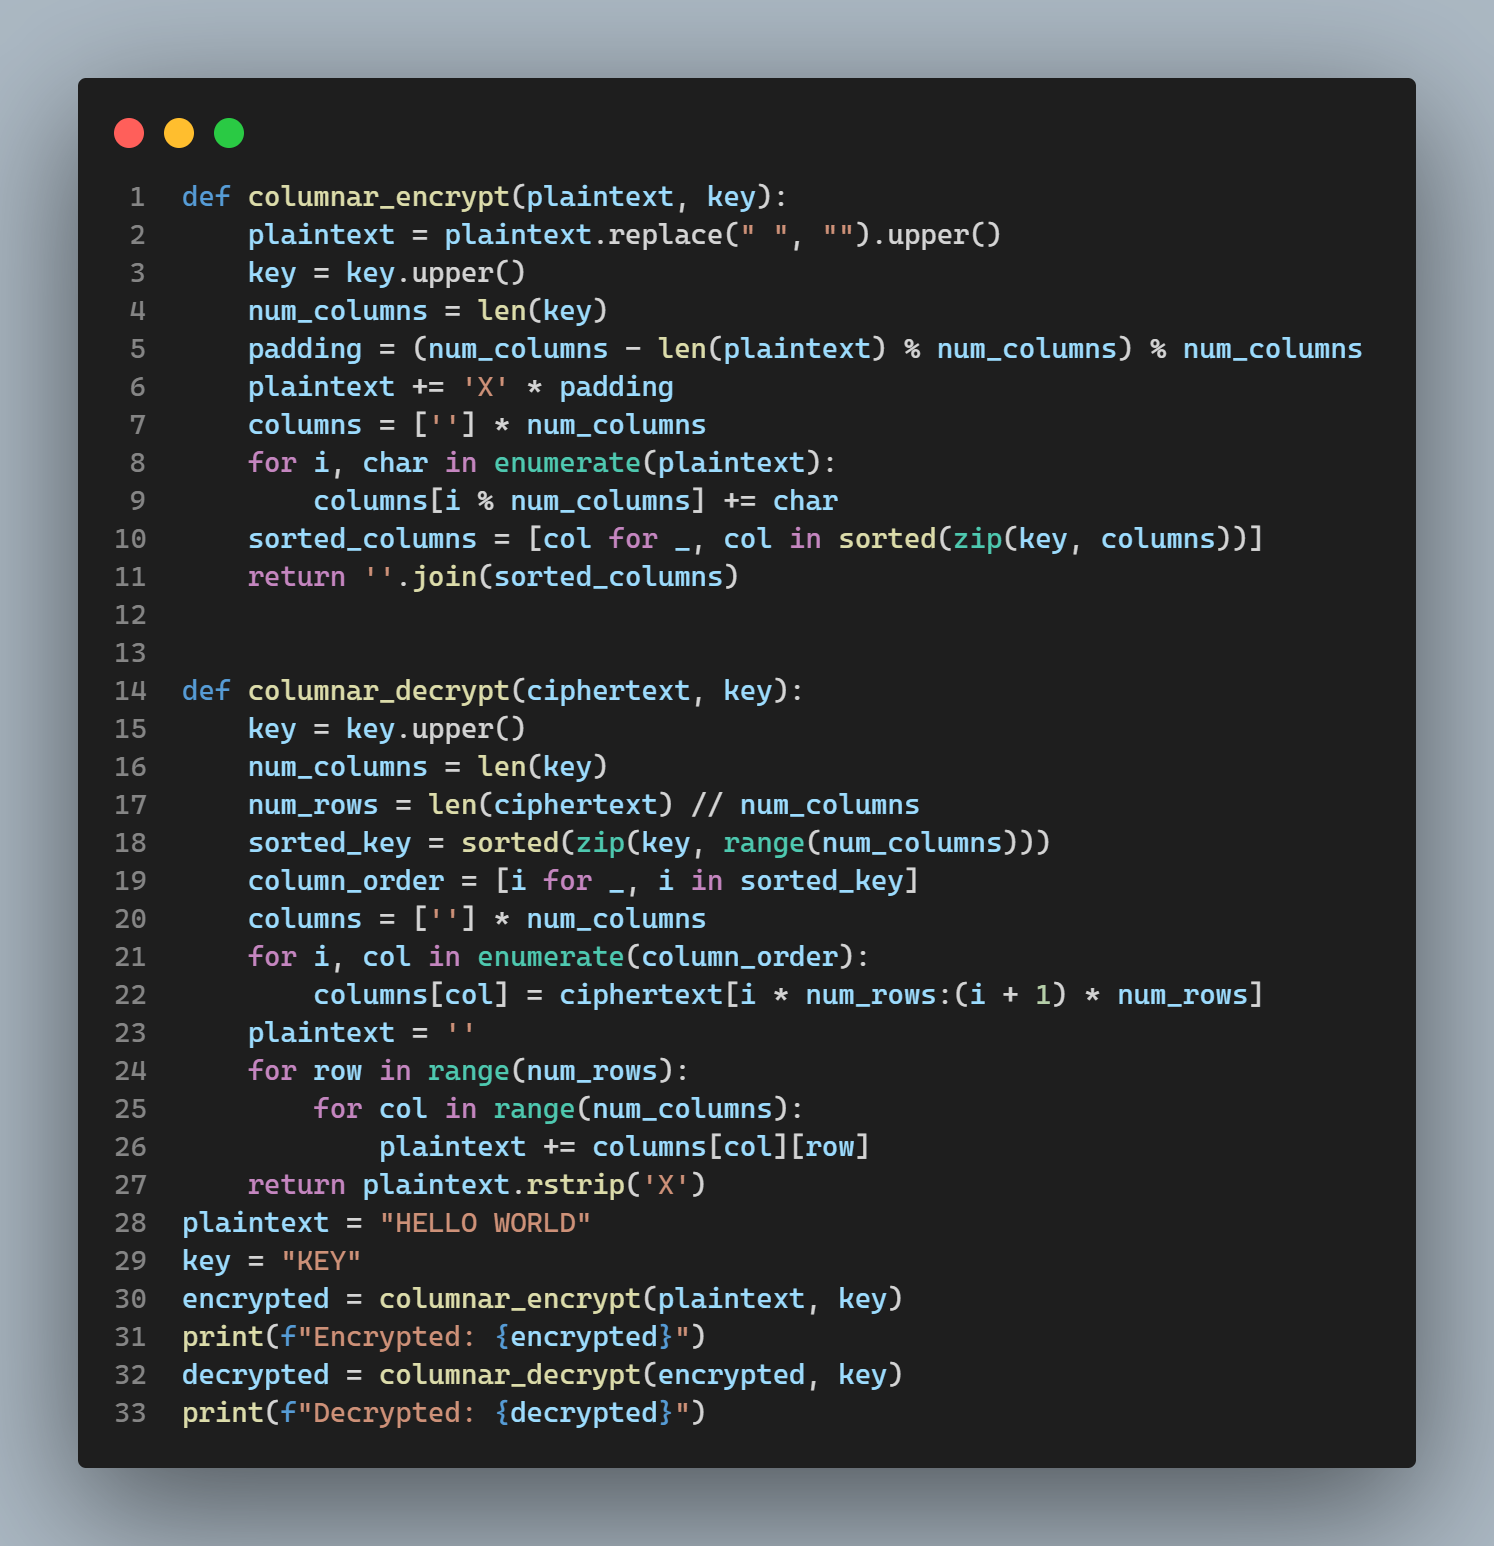 1 def columnar_encrypt(plaintext, key):
2     plaintext = plaintext.replace(" ", "").upper()
3     key = key.upper()
4     num_columns = len(key)
5     padding = (num_columns - len(plaintext) % num_columns) % num_columns
6     plaintext += 'X' * padding
7     columns = [''] * num_columns
8     for i, char in enumerate(plaintext):
9         columns[i % num_columns] += char
10     sorted_columns = [col for _, col in sorted(zip(key, columns))]
11     return ''.join(sorted_columns)
12
13
14 def columnar_decrypt(ciphertext, key):
15     key = key.upper()
16     num_columns = len(key)
17     num_rows = len(ciphertext) // num_columns
18     sorted_key = sorted(zip(key, range(num_columns)))
19     column_order = [i for _, i in sorted_key]
20     columns = [''] * num_columns
21     for i, col in enumerate(column_order):
22         columns[col] = ciphertext[i * num_rows:(i + 1) * num_rows]
23     plaintext = ''
24     for row in range(num_rows):
25         for col in range(num_columns):
26             plaintext += columns[col][row]
27     return plaintext.rstrip('X')
28 plaintext = "HELLO WORLD"
29 key = "KEY"
30 encrypted = columnar_encrypt(plaintext, key)
31 print(f"Encrypted: {encrypted}")
32 decrypted = columnar_decrypt(encrypted, key)
33 print(f"Decrypted: {decrypted}")